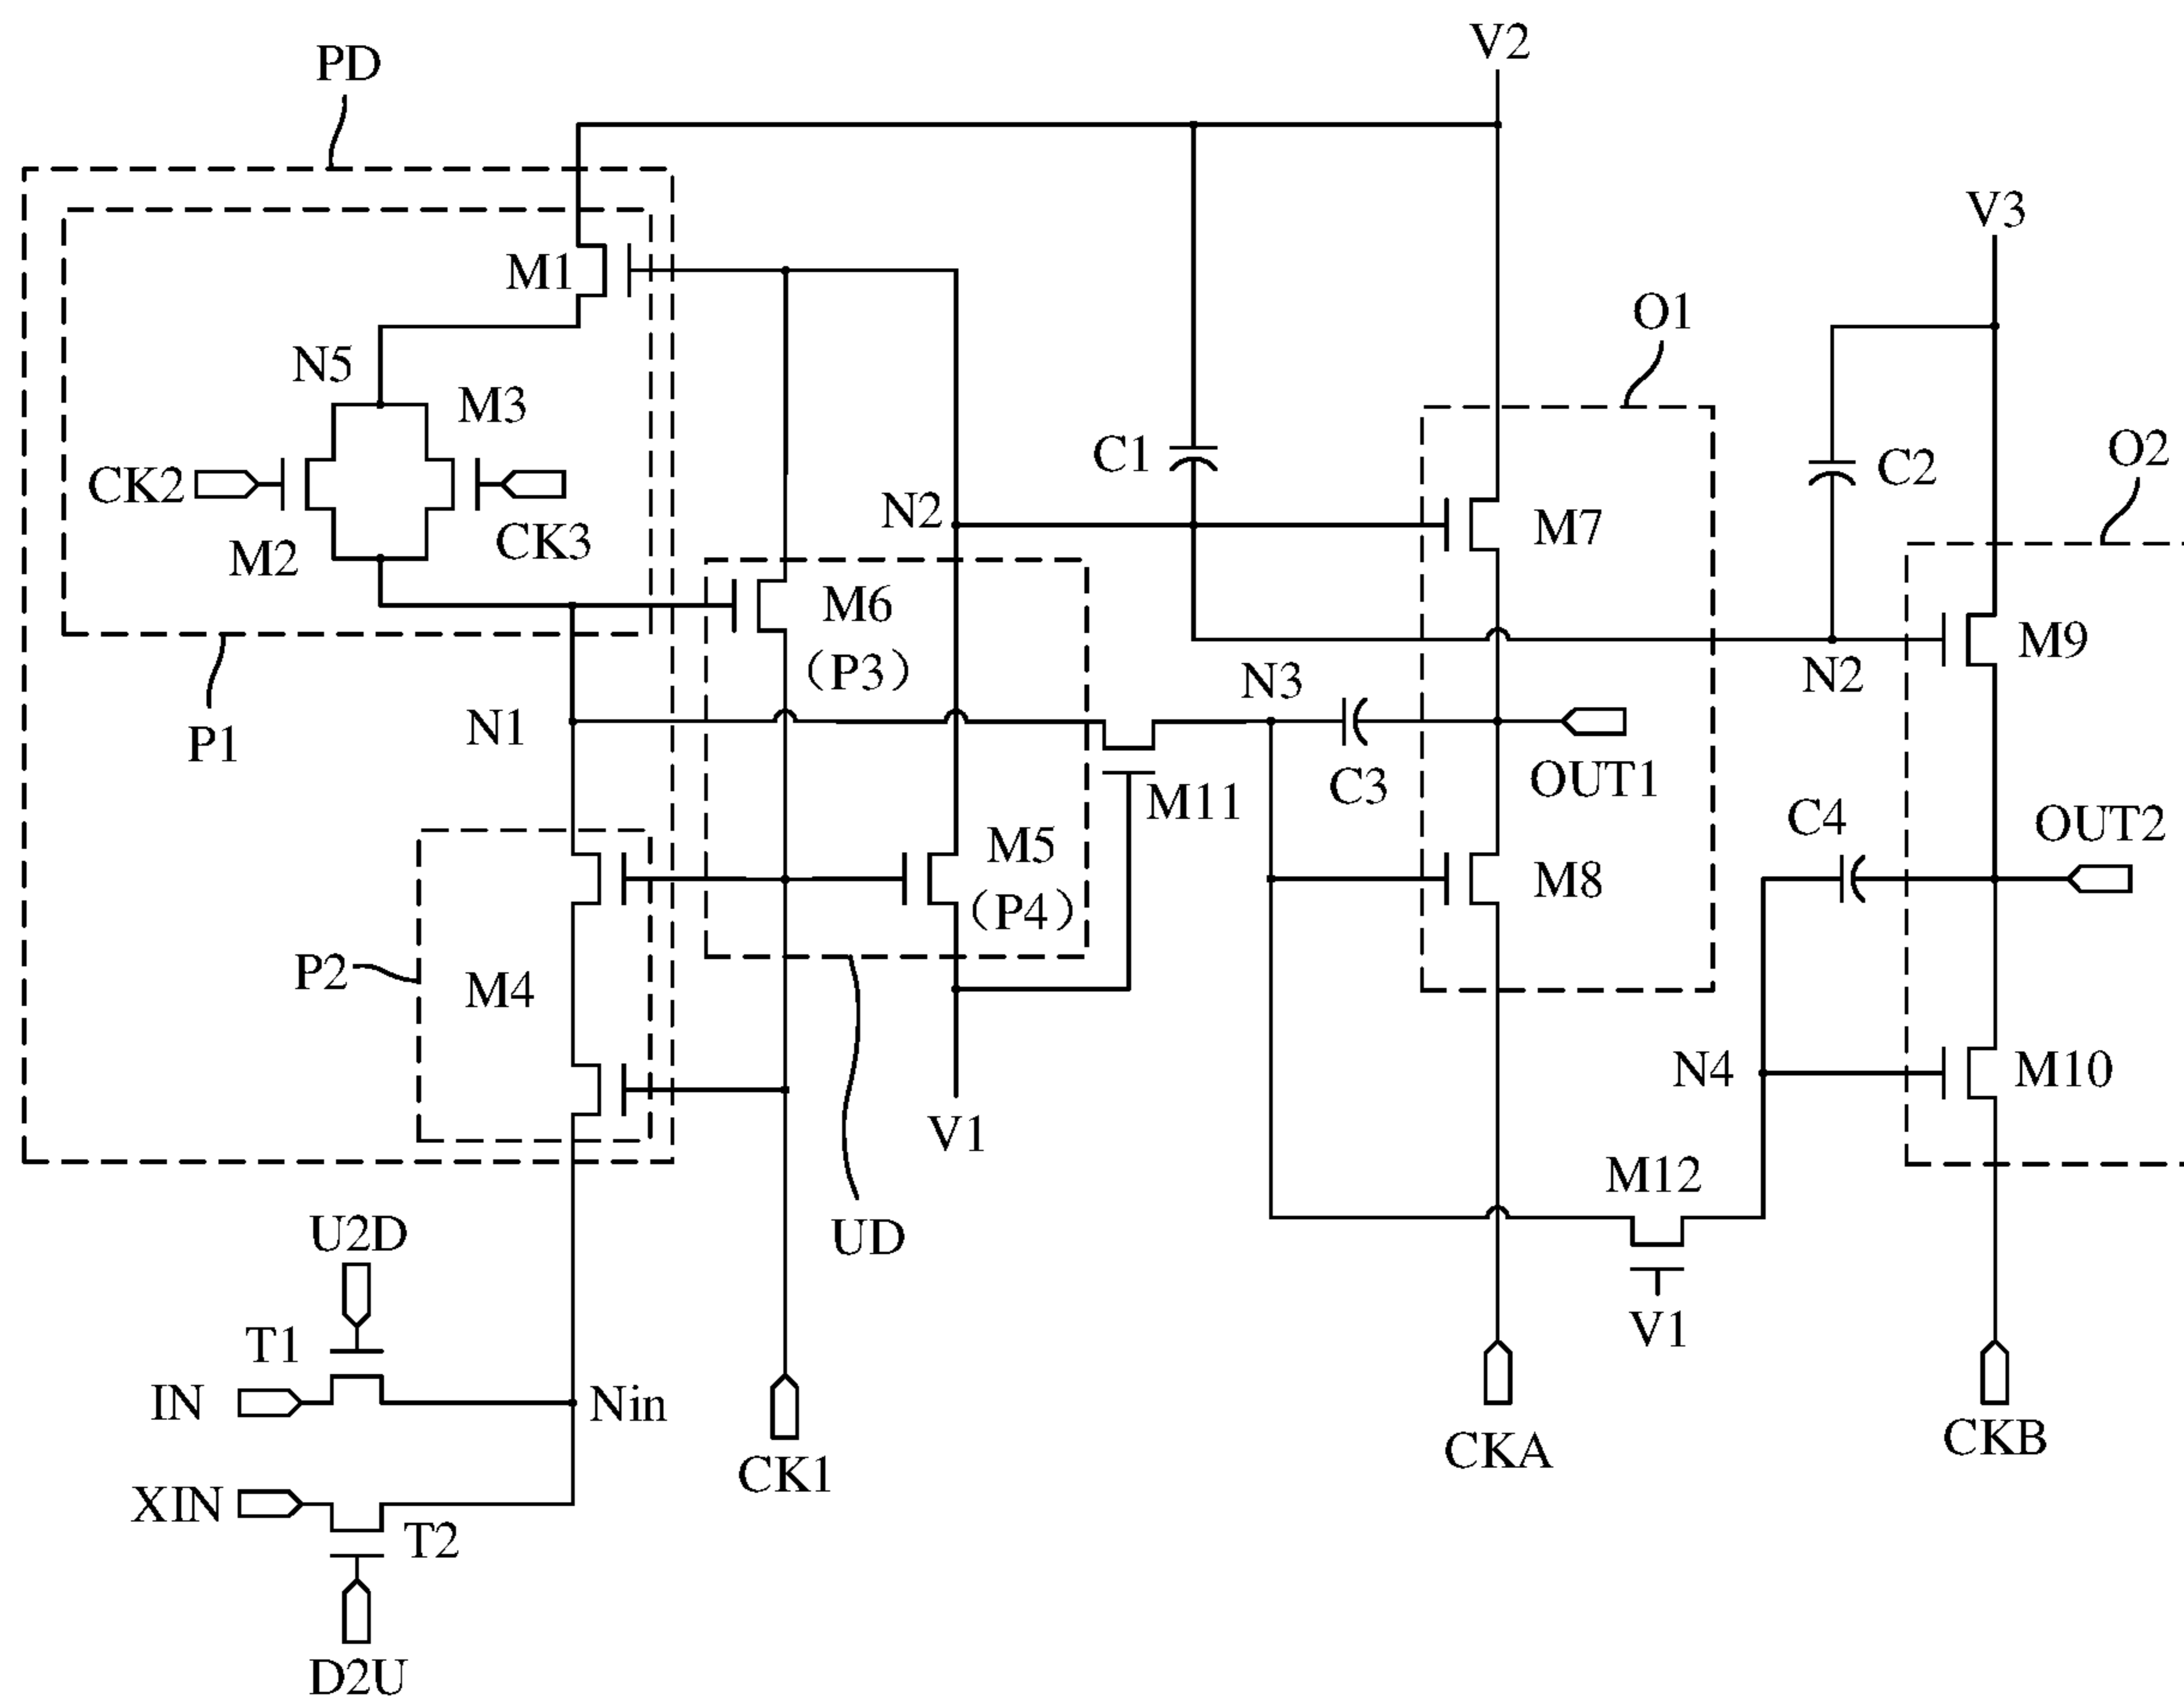 V2
PD
V3
M1
O1
N5
M3
O2
C1
C2
CK2
N2
M7
CK3
M2
M6
(P3)
M9
N2
N3
N1
P1
OUT1
C3
M11
C4
OUT2
M5
(P4)
M8
P2
M4
N4
M10
V1
M12
U2D
UD
V1
T1
IN
Nin
CKA
CKB
CK1
XIN
T2
D2U